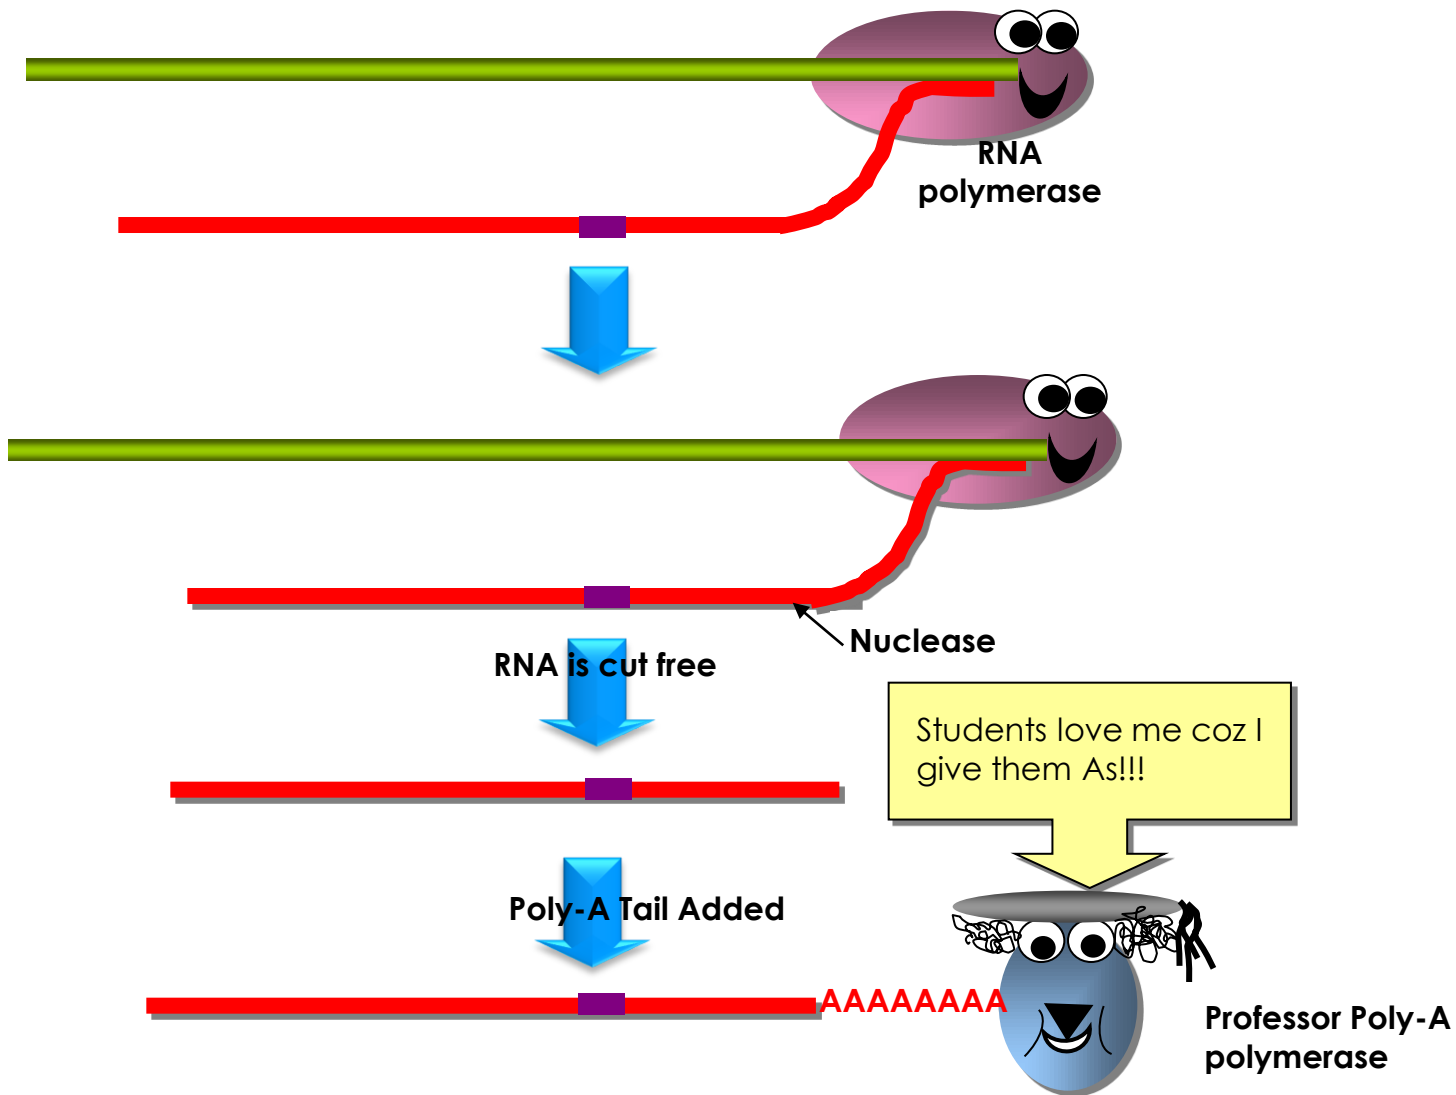 RNA
polymerase
Nuclease
RNA is cut free
Students love me coz I
give them As!!!
Poly-A Tail Added
AAAAAAAA
Professor Poly-A
polymerase